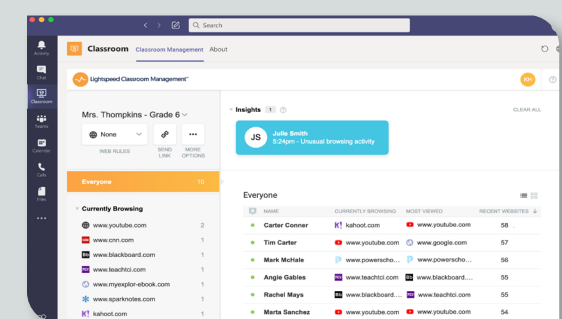 Search
Activity
Chat
Classroom
Teams
Calendar
Calls
Files
Classroom Classroom Management About
Lightspeed Classroom Management™
KH
Mrs. Thompkins - Grade 6
None
WEB RULES SEND LINK MORE OPTIONS
Everyone 10
Currently Browsing
www.youtube.com 2
www.cnn.com 1
www.blackboard.com 1
www.teachtci.com 1
www.myexplor-ebook.com 1
www.sparknotes.com 1
kahoot.com 1
Insights 1 CLEAR ALL
JS Julie Smith
5:24pm - Unusual browsing activity
Everyone
NAME CURRENTLY BROWSING MOST VIEWED RECENT WEBSITES
Carter Conner K! kahoot.com www.youtube.com 58
Tim Carter www.youtube.com www.google.com 57
Mark McHale www.powerscho... www.powerscho... 56
Angie Gables www.teachtci.com Bb www.blackboard.... 55
Rachel Mays Bb www.blackboard.... www.teachtci.com 55
Marta Sanchez www.youtube.com www.youtube.com 54